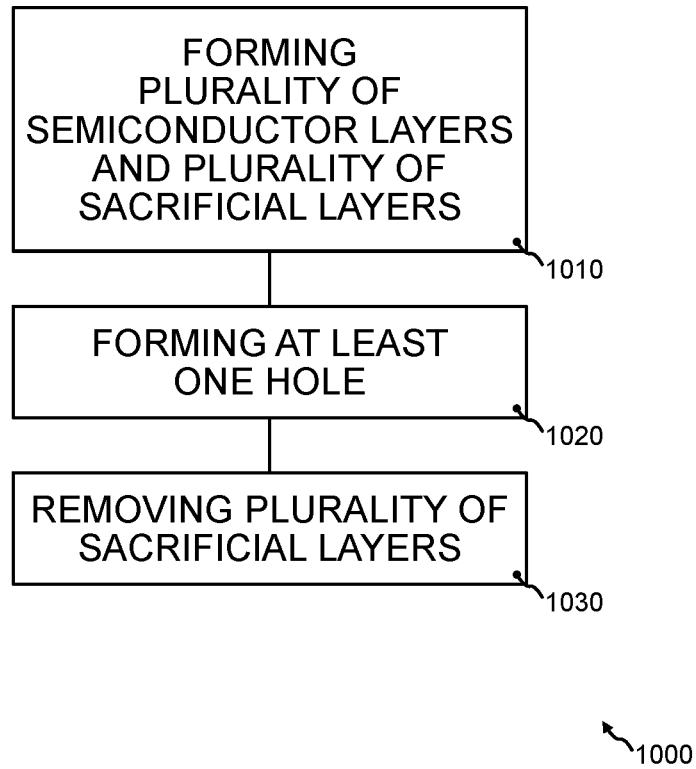 FORMING
PLURALITY OF
SEMICONDUCTOR LAYERS
AND PLURALITY OF
SACRIFICIAL LAYERS
1010
FORMING AT LEAST
ONE HOLE
1020
REMOVING PLURALITY OF
SACRIFICIAL LAYERS
1030
1000